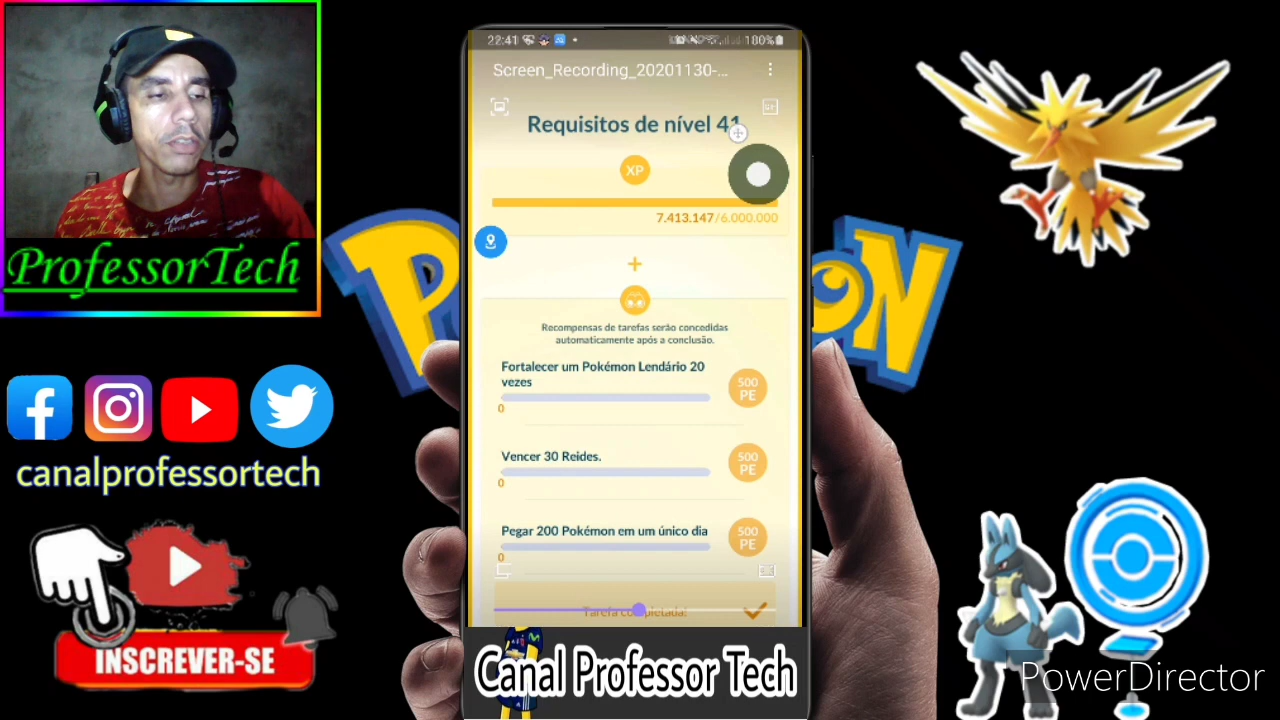 ProfessorTech
canalprofessortech
INSCREVER-SE
22:41
100%
Screen_Recording_20201130-...
Requisitos de nível 41
XP
7.413.147/6.000.000
+
Recompensas de tarefas serão concedidas
automaticamente após a conclusão.
Fortalecer um Pokémon Lendário 20
vezes
500
PE
0
Vencer 30 Reides.
500
PE
0
Pegar 200 Pokémon em um único dia
500
PE
0
Tarefa completada:
Canal Professor Tech
PowerDirector